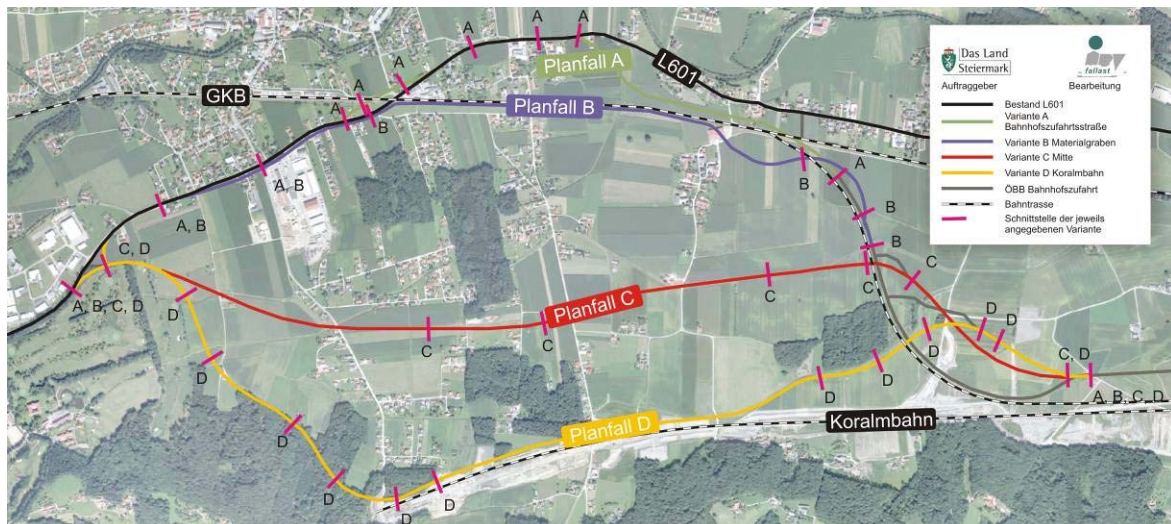 A
A
A
A
A
A
B
GKB
Planfall A
L601
Planfall B
A, B
A, B
C, D
A, B, C, D
A
B
B
B
C
C
C
C
Planfall C
C
D
D
D
D
D
D
D
D
D
D
D
C
D
A, B, C, D
Planfall D
Koralmbahn
Das Land
Steiermark
fallast
Auftraggeber
Bearbeitung
Bestand L601
Variante A
Bahnhofszufahrtsstraße
Variante B Materialgraben
Variante C Mitte
Variante D Koralmbahn
ÖBB Bahnhofszufahrt
Bahntrasse
Schnittstelle der jeweils
angegebenen Variante